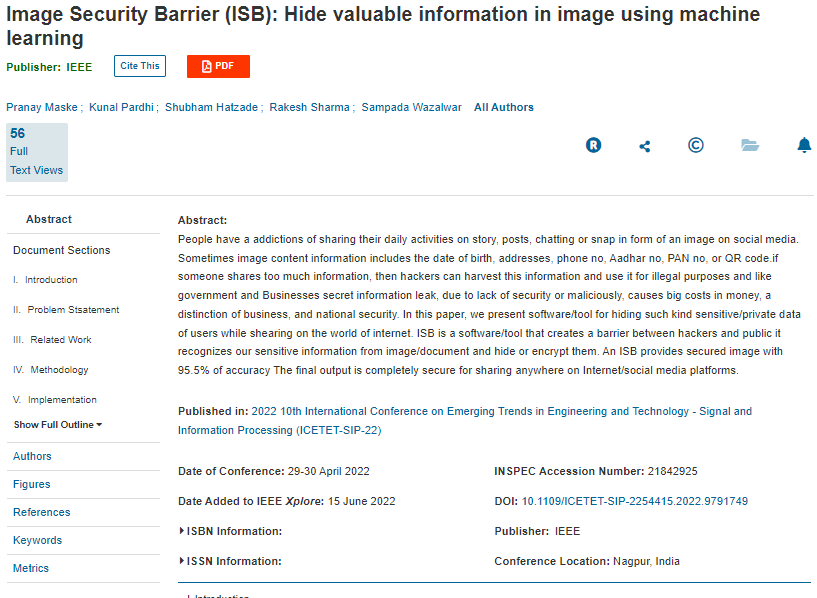 Image Security Barrier (ISB): Hide valuable information in image using machine
learning
Publisher: IEEE
Cite This
PDF
Pranay Maske ; Kunal Pardhi ; Shubham Hatzade ; Rakesh Sharma ; Sampada Wazalwar All Authors
56
Full
Text Views
R
©
Abstract
Document Sections
I. Introduction
II. Problem Stsatement
III. Related Work
IV. Methodology
V. Implementation
Show Full Outline
Authors
Figures
References
Keywords
Metrics
Abstract:
People have a addictions of sharing their daily activities on story, posts, chatting or snap in form of an image on social media.
Sometimes image content information includes the date of birth, addresses, phone no, Aadhar no, PAN no, or QR code.if
someone shares too much information, then hackers can harvest this information and use it for illegal purposes and like
government and Businesses secret information leak, due to lack of security or maliciously, causes big costs in money, a
distinction of business, and national security. In this paper, we present software/tool for hiding such kind sensitive/private data
of users while shearing on the world of internet. ISB is a software/tool that creates a barrier between hackers and public it
recognizes our sensitive information from image/document and hide or encrypt them. An ISB provides secured image with
95.5% of accuracy The final output is completely secure for sharing anywhere on Internet/social media platforms.
Published in: 2022 10th International Conference on Emerging Trends in Engineering and Technology - Signal and
Information Processing (ICETET-SIP-22)
Date of Conference: 29-30 April 2022
INSPEC Accession Number: 21842925
Date Added to IEEE Xplore: 15 June 2022
DOI: 10.1109/ICETET-SIP-2254415.2022.9791749
ISBN Information:
Publisher: IEEE
ISSN Information:
Conference Location: Nagpur, India
I. Introduction